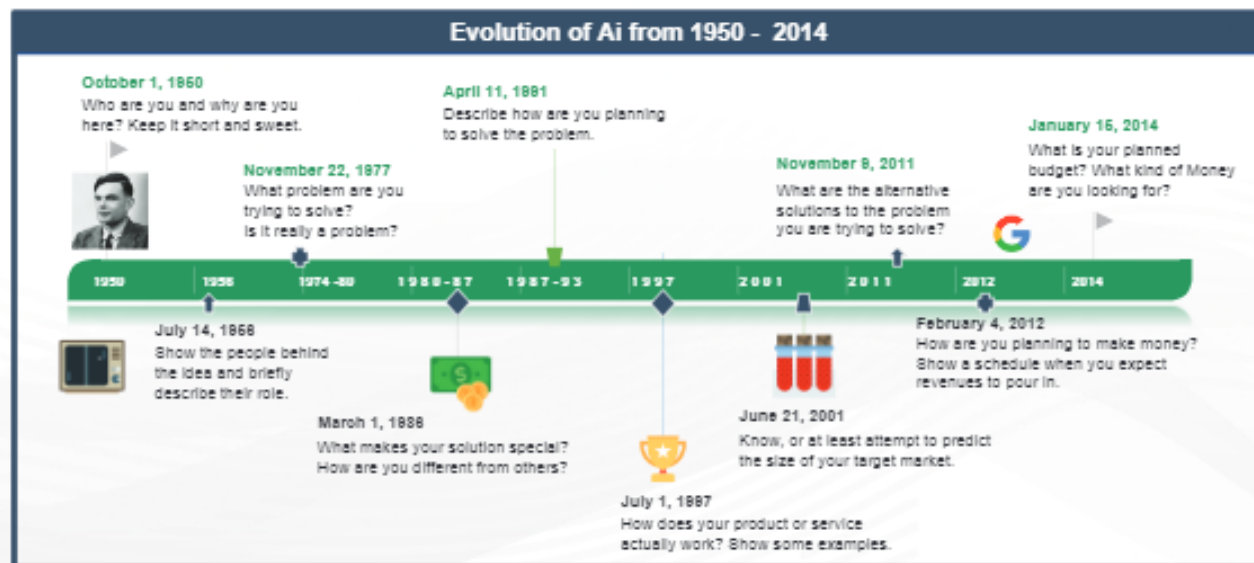 Evolution of Ai from 1950 - 2014
October 1, 1950
Who are you and why are you
here? Keep it short and sweet.
April 11, 1991
Describe how are you planning
to solve the problem.
January 15, 2014
What is your planned
budget? What kind of Money
are you looking for?
November 22, 1977
What problem are you
trying to solve?
Is it really a problem?
November 9, 2011
What are the alternative
solutions to the problem
you are trying to solve?
1950
1956
1974-80
1980-87
1987-93
1997
2001
2011
2012
2014
July 14, 1956
Show the people behind
the idea and briefly
describe their role.
February 4, 2012
How are you planning to make money?
Show a schedule when you expect
revenues to pour in.
March 1, 1986
What makes your solution special?
How are you different from others?
June 21, 2001
Know, or at least attempt to predict
the size of your target market.
July 1, 1997
How does your product or service
actually work? Show some examples.